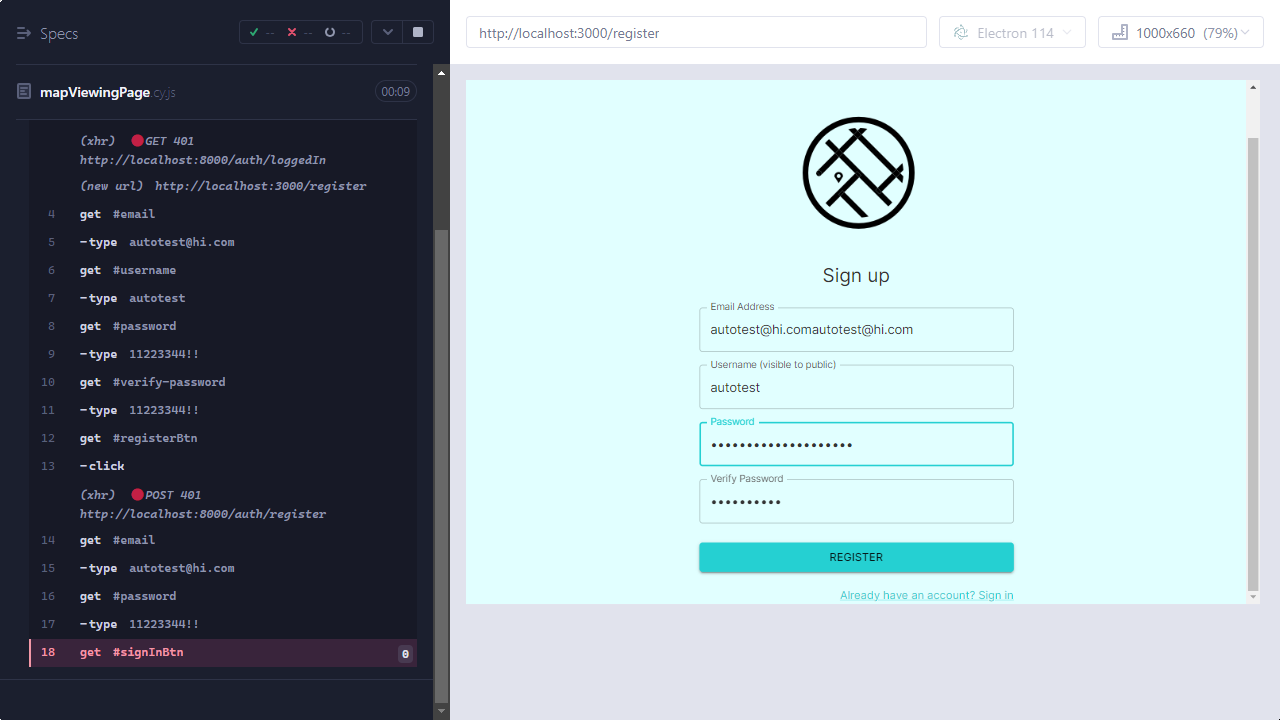 Specs
-- -- --
mapViewingPage.cy.js
00:09
(xhr) GET 401
http://localhost:8000/auth/loggedIn
(new url) http://localhost:3000/register
4 get #email
5 -type autotest@hi.com
6 get #username
7 -type autotest
8 get #password
9 -type 11223344!!
10 get #verify-password
11 -type 11223344!!
12 get #registerBtn
13 -click
(xhr) POST 401
http://localhost:8000/auth/register
14 get #email
15 -type autotest@hi.com
16 get #password
17 -type 11223344!!
18 get #signInBtn 0
http://localhost:3000/register
Electron 114
1000x660 (79%)
Sign up
Email Address
autotest@hi.comautotest@hi.com
Username (visible to public)
autotest
Password
••••••••••••••••••••
Verify Password
••••••••••
REGISTER
Already have an account? Sign in